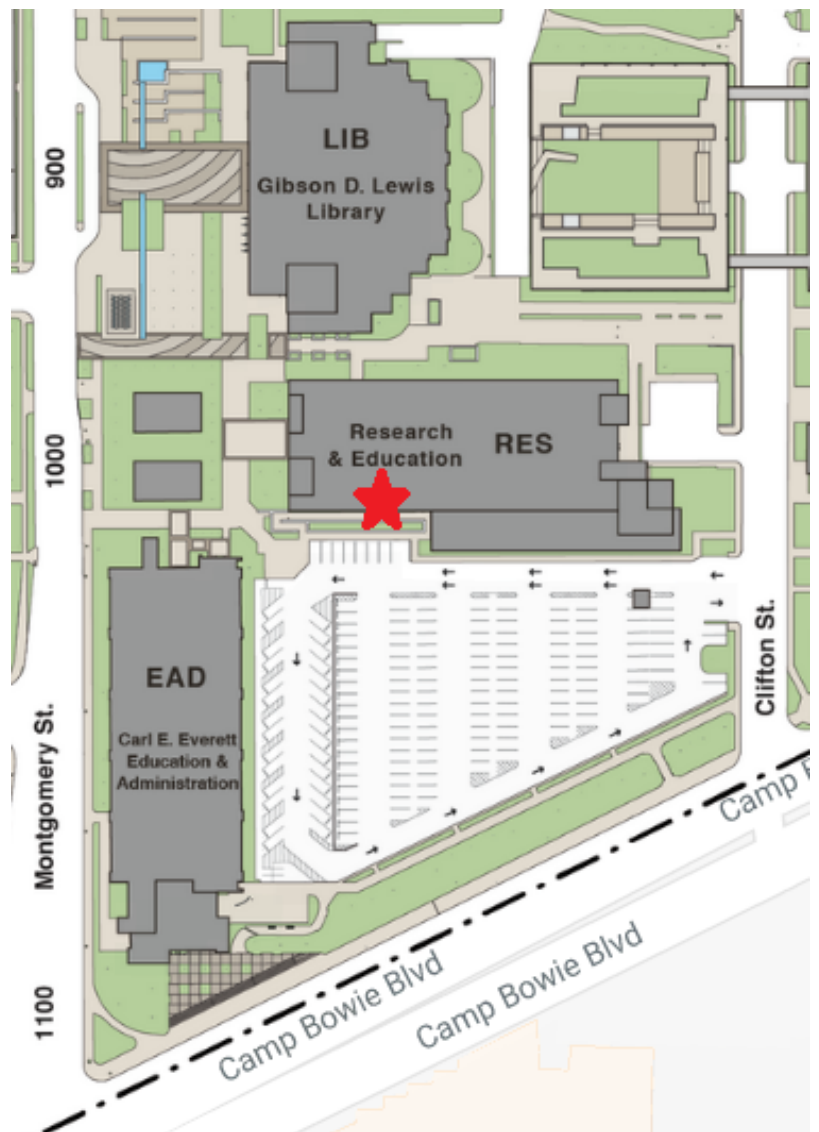 LIB
Gibson D. Lewis
Library
900
Research
& Education
RES
1000
EAD
Carl E. Everett
Education &
Administration
Clifton St.
Montgomery St.
Camp B
Camp Bowie Blvd
Camp Bowie Blvd
1100